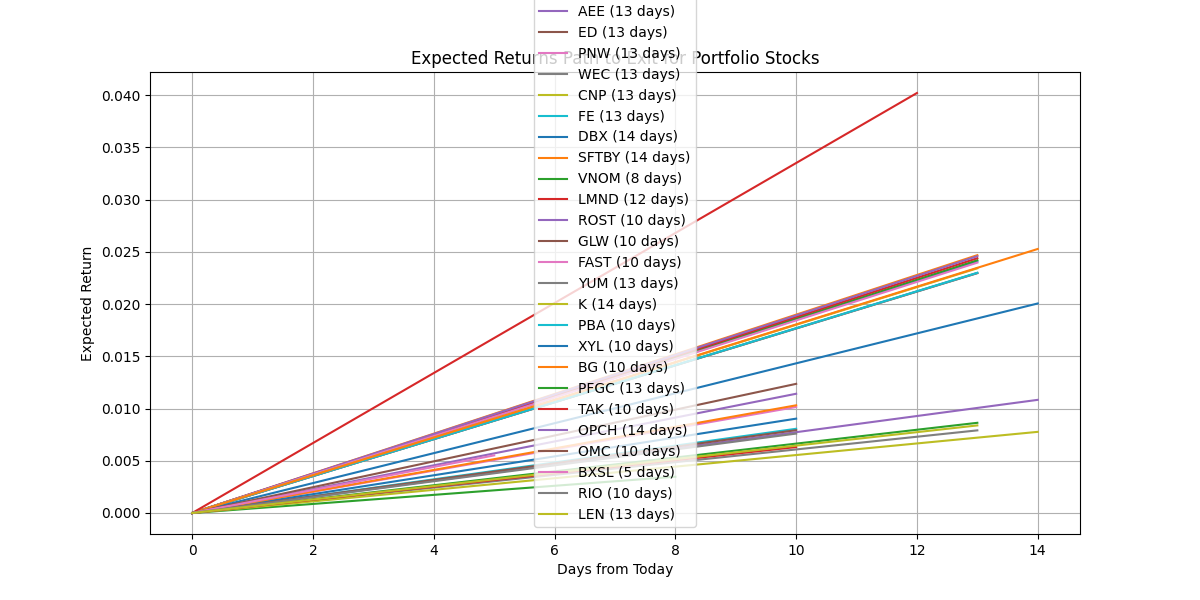 AEE (13 days)
ED (13 days)
PNW (13 days)
Expected Returns Path to Exit for Portfolio Stocks
WEC (13 days)
CNP (13 days)
FE (13 days)
DBX (14 days)
SFTBY (14 days)
VNOM (8 days)
LMND (12 days)
ROST (10 days)
GLW (10 days)
FAST (10 days)
YUM (13 days)
K (14 days)
PBA (10 days)
XYL (10 days)
BG (10 days)
PFGC (13 days)
TAK (10 days)
OPCH (14 days)
OMC (10 days)
BXSL (5 days)
RIO (10 days)
LEN (13 days)
0.040
0.035
0.030
0.025
0.020
0.015
0.010
0.005
0.000
Expected Return
0 2 4 6 8 10 12 14
Days from Today